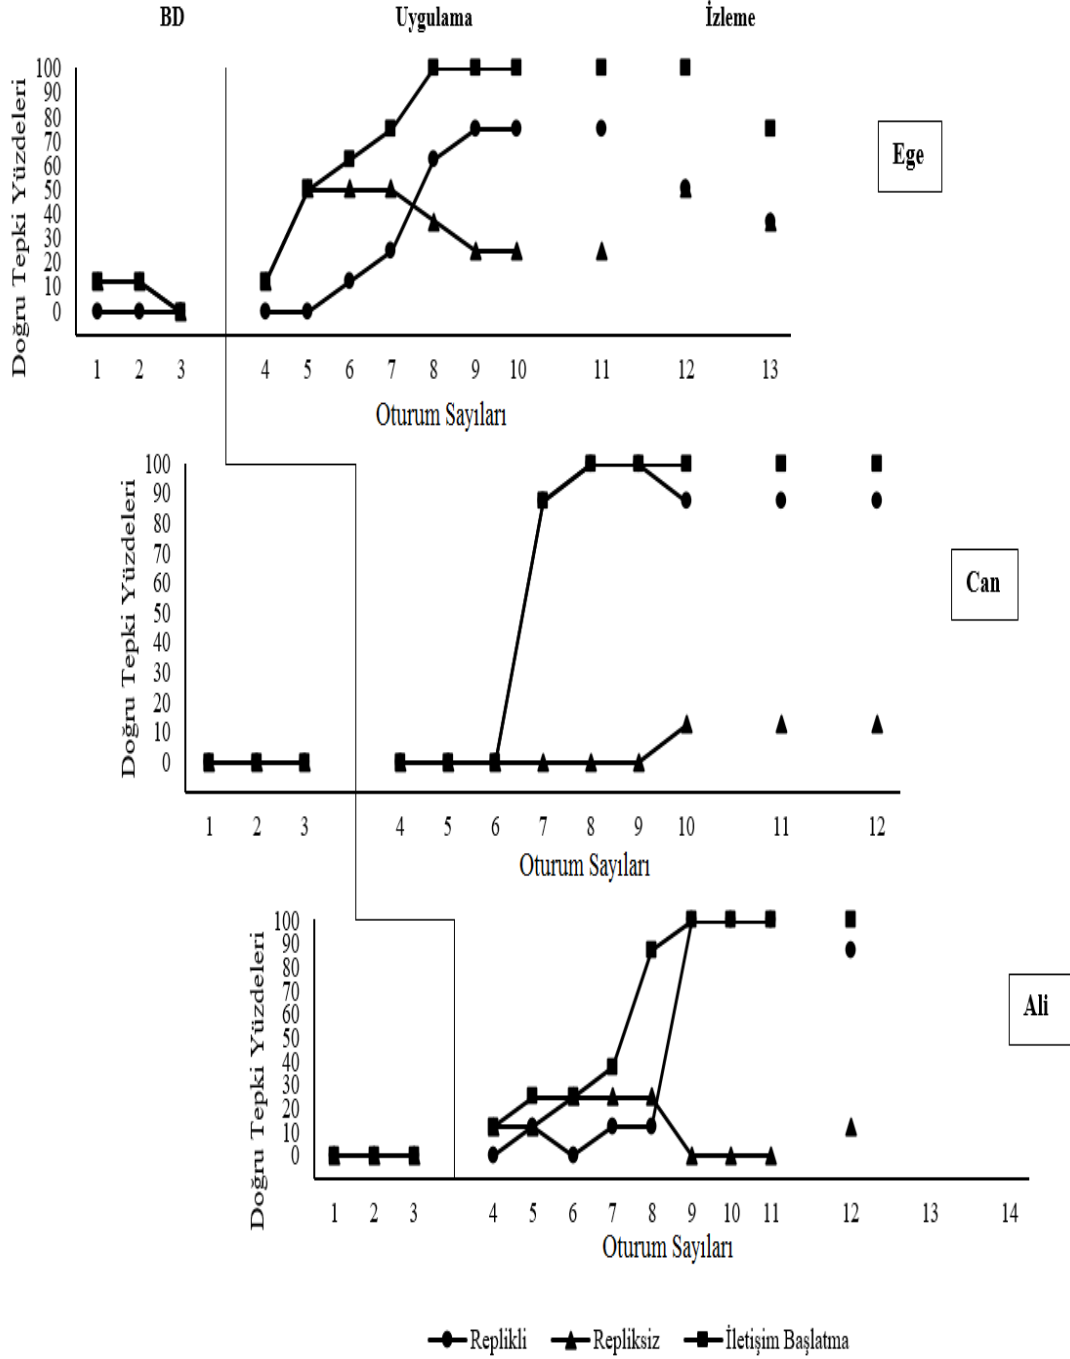 BD Uygulama İzleme
Doğru Tepki Yüzdeleri
100
90
80
70
60
50
40
30
20
10
0
Ege
1 2 3 4 5 6 7 8 9 10 11 12 13
Oturum Sayıları
Doğru Tepki Yüzdeleri
100
90
80
70
60
50
40
30
20
10
0
Can
1 2 3 4 5 6 7 8 9 10 11 12
Oturum Sayıları
Doğru Tepki Yüzdeleri
100
90
80
70
60
50
40
30
20
10
0
Ali
1 2 3 4 5 6 7 8 9 10 11 12 13 14
Oturum Sayıları
Replikli Repliksiz İletişim Başlatma